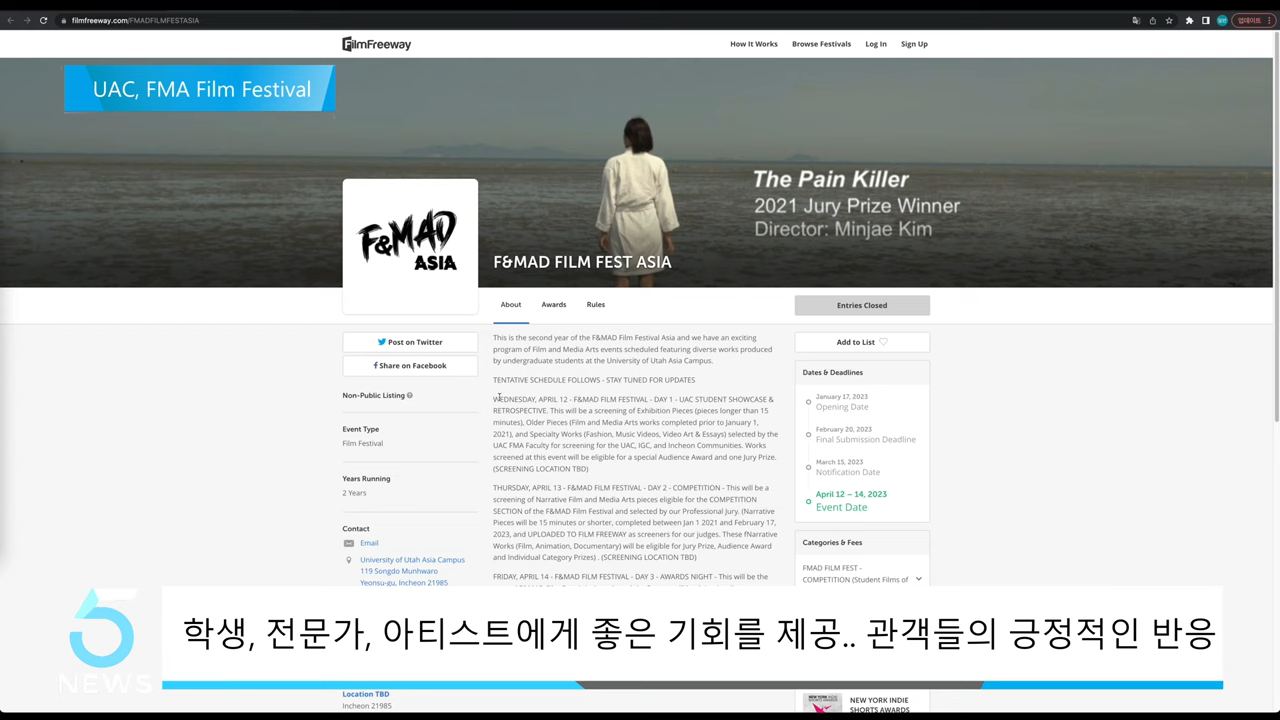 filmfreeway.com/FMADFILMFESTASIA
업데이트
FilmFreeway
How It Works
Browse Festivals
Log In
Sign Up
UAC, FMA Film Festival
The Pain Killer
2021 Jury Prize Winner
Director: Minjae Kim
F&MAD
ASIA
F&MAD FILM FEST ASIA
About
Awards
Rules
Entries Closed
Post on Twitter
Share on Facebook
Non-Public Listing
Event Type
Film Festival
Years Running
2 Years
Contact
Email
University of Utah Asia Campus
119 Songdo Munhwaro
Yeonsu-gu, Incheon 21985
This is the second year of the F&MAD Film Festival Asia and we have an exciting
program of Film and Media Arts events scheduled featuring diverse works produced
by undergraduate students at the University of Utah Asia Campus.
TENTATIVE SCHEDULE FOLLOWS - STAY TUNED FOR UPDATES
WEDNESDAY, APRIL 12 - F&MAD FILM FESTIVAL - DAY 1 - UAC STUDENT SHOWCASE &
RETROSPECTIVE. This will be a screening of Exhibition Pieces (pieces longer than 15
minutes), Older Pieces (Film and Media Arts works completed prior to January 1,
2021), and Specialty Works (Fashion, Music Videos, Video Art & Essays) selected by the
UAC FMA Faculty for screening for the UAC, IGC, and Incheon Communities. Works
screened at this event will be eligible for a special Audience Award and one Jury Prize.
(SCREENING LOCATION TBD)
THURSDAY, APRIL 13 - F&MAD FILM FESTIVAL - DAY 2 - COMPETITION - This will be a
screening of Narrative Film and Media Arts pieces eligible for the COMPETITION
SECTION of the F&MAD Film Festival and selected by our Professional Jury. (Narrative
Pieces will be 15 minutes or shorter, completed between Jan 1 2021 and February 17,
2023, and UPLOADED TO FILM FREEWAY as screeners for our judges. These fNarrative
Works (Film, Animation, Documentary) will be eligible for Jury Prize, Audience Award
and Individual Category Prizes) . (SCREENING LOCATION TBD)
FRIDAY, APRIL 14 - F&MAD FILM FESTIVAL - DAY 3 - AWARDS NIGHT - This will be the
Add to List
Dates & Deadlines
January 17, 2023
Opening Date
February 20, 2023
Final Submission Deadline
March 15, 2023
Notification Date
April 12 – 14, 2023
Event Date
Categories & Fees
FMAD FILM FEST -
COMPETITION (Student Films of
5
NEWS
학생, 전문가, 아티스트에게 좋은 기회를 제공.. 관객들의 긍정적인 반응
Location TBD
Incheon 21985
NEW YORK INDIE
SHORTS AWARDS
NEW YORK INDIE
SHORTS AWARDS